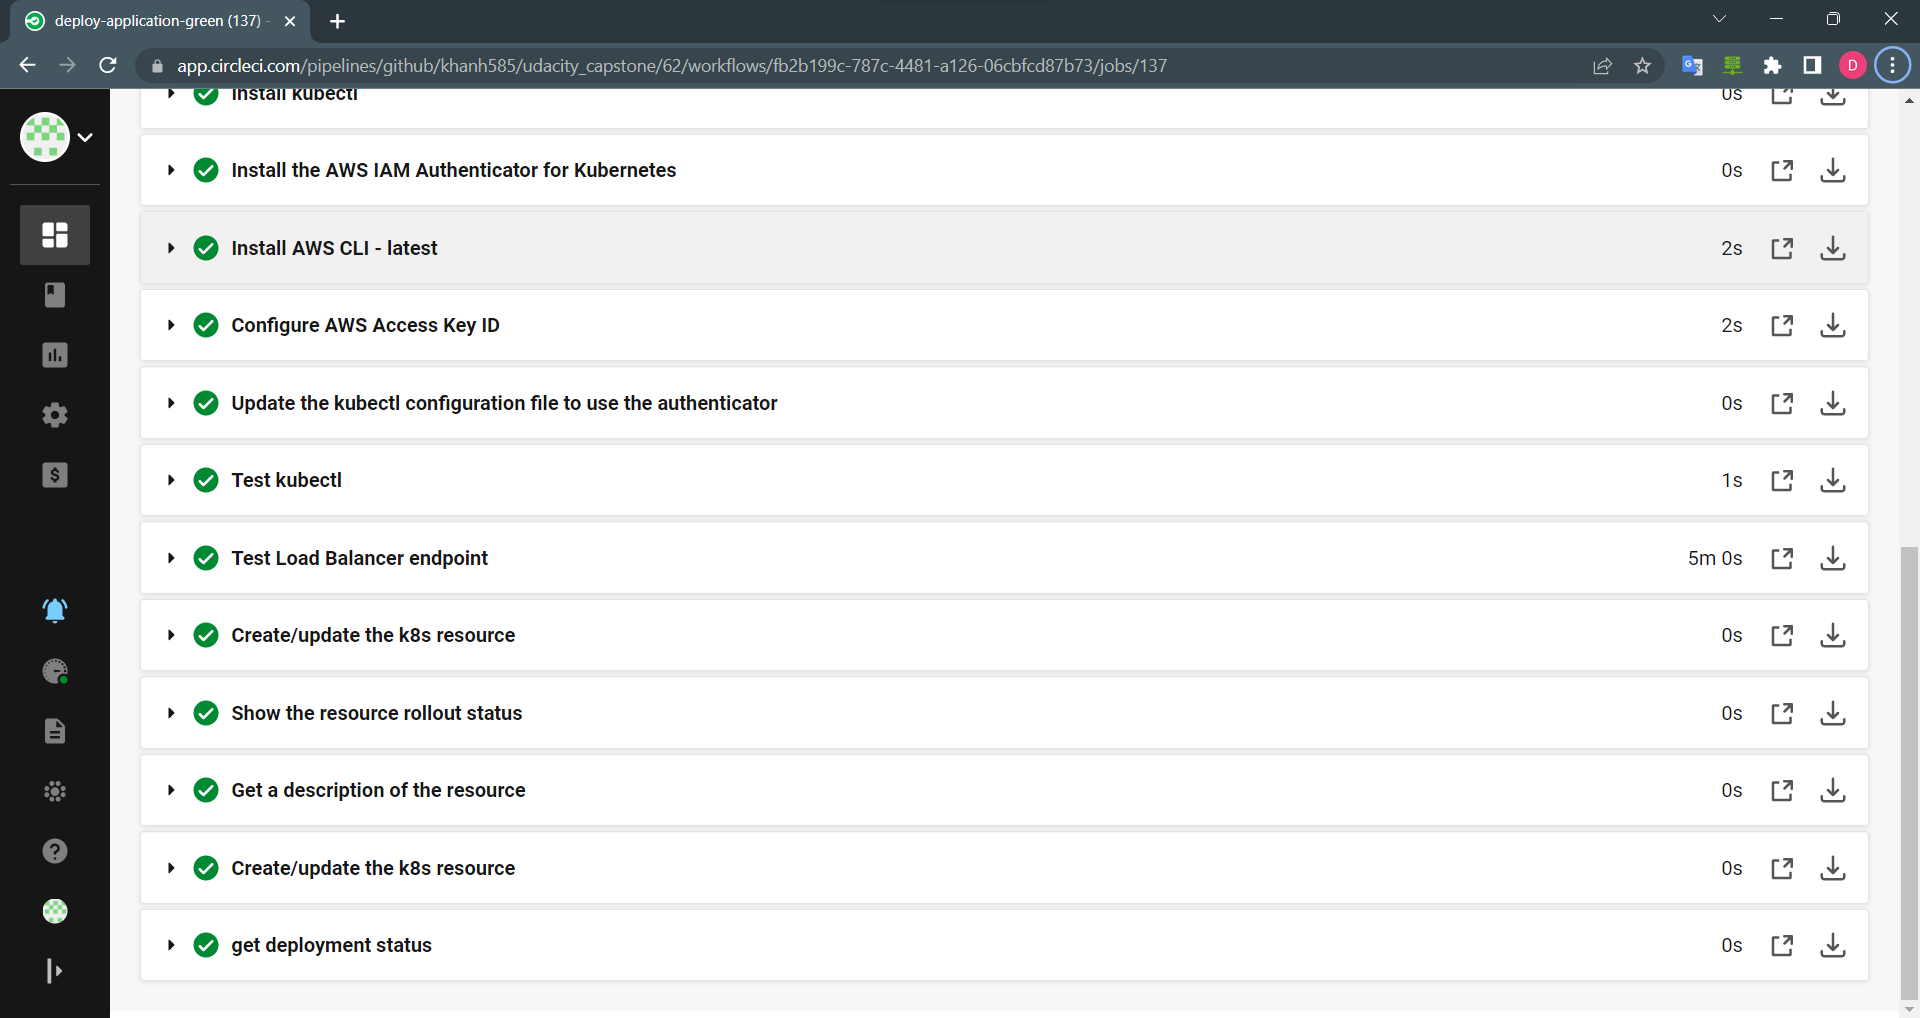 deploy-application-green (137) -
app.circleci.com/pipelines/github/khanh585/udacity_capstone/62/workflows/fb2b199c-787c-4481-a126-06cbfcd87b73/jobs/137
D
Install kubectl 0s
Install the AWS IAM Authenticator for Kubernetes 0s
Install AWS CLI - latest 2s
Configure AWS Access Key ID 2s
Update the kubectl configuration file to use the authenticator 0s
Test kubectl 1s
Test Load Balancer endpoint 5m 0s
Create/update the k8s resource 0s
Show the resource rollout status 0s
Get a description of the resource 0s
Create/update the k8s resource 0s
get deployment status 0s